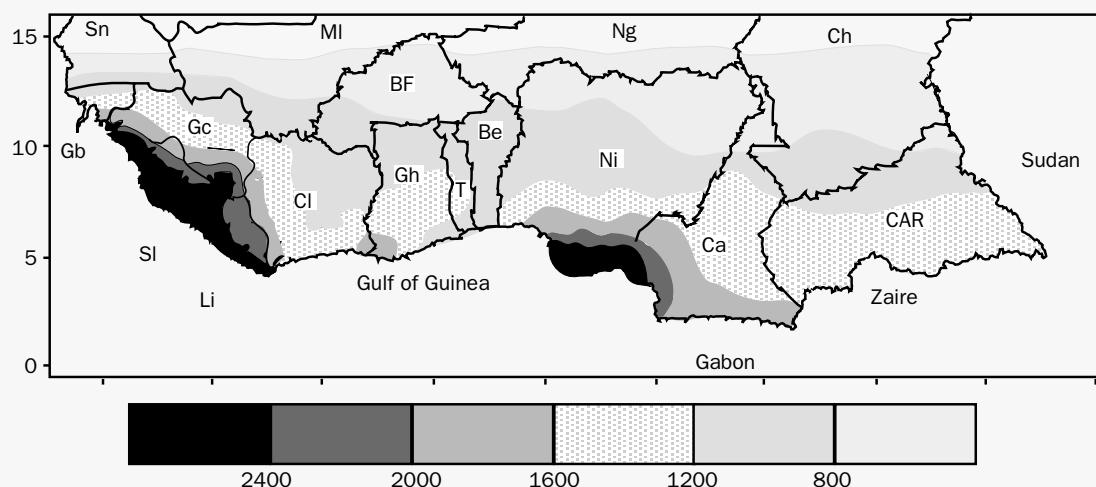 15
Sn
Ml
Ng
Ch
BF
Gc
Be
10
Gb
Ni
Sudan
Gh
T
CI
CAR
Sl
5
Ca
Gulf of Guinea
Li
Zaire
0
Gabon
2400
2000
1600
1200
800